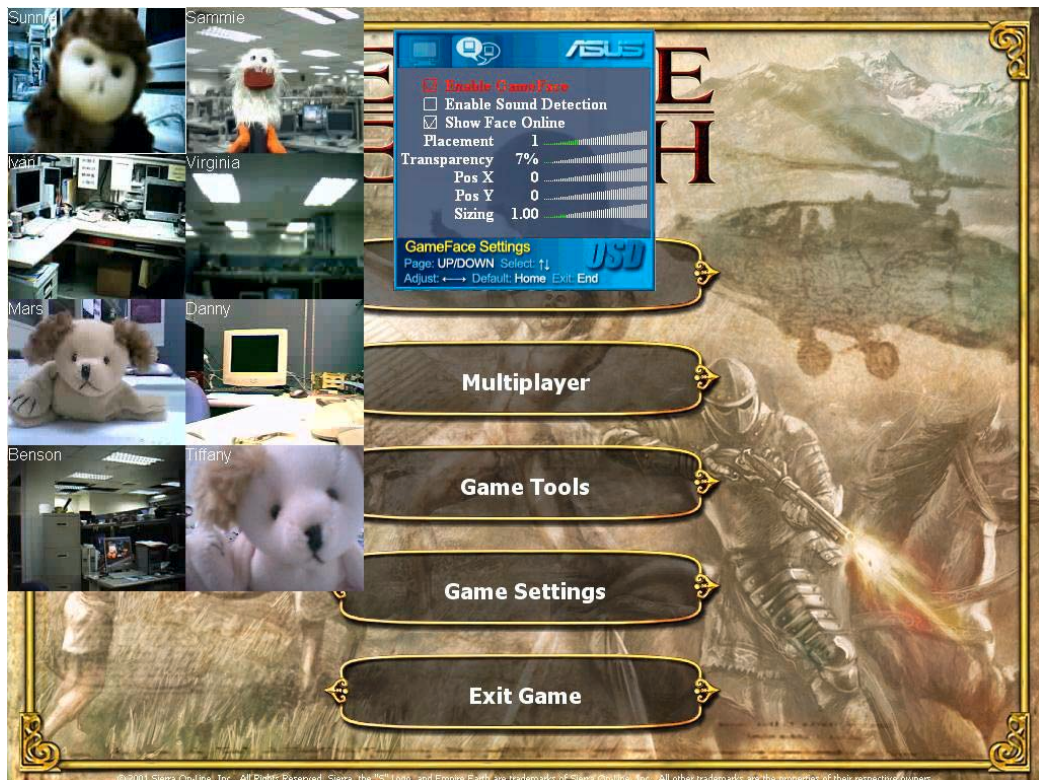 Sunnie
Sammie
Ivan
Virginia
Mars
Danny
Benson
Tiffany
ASUS
Enable GameFace
Enable Sound Detection
Show Face Online
Placement 1
Transparency 7%
Pos X 0
Pos Y 0
Sizing 1.00
GameFace Settings
Page: UP/DOWN Select: ↑↓
Adjust: ←→ Default: Home Exit: End
OSD
E E
H
Multiplayer
Game Tools
Game Settings
Exit Game
© 2001 Sierra On-Line, Inc. All Rights Reserved. Sierra, the "S" Logo, and Empire Earth are trademarks of Sierra On-Line, Inc. All other trademarks are the properties of their respective owners.